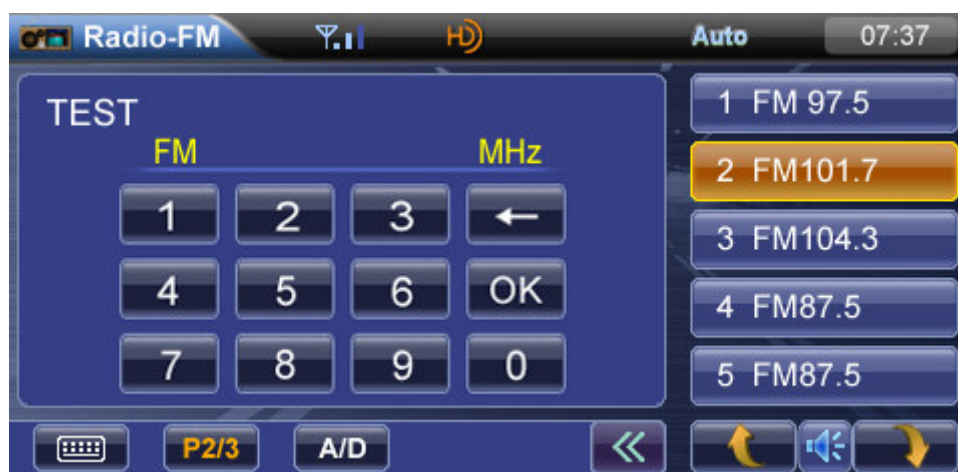 Radio-FM HD Auto 07:37
TEST
FM MHz
1 2 3 ←
4 5 6 OK
7 8 9 0
1 FM 97.5
2 FM101.7
3 FM104.3
4 FM87.5
5 FM87.5
P2/3 A/D